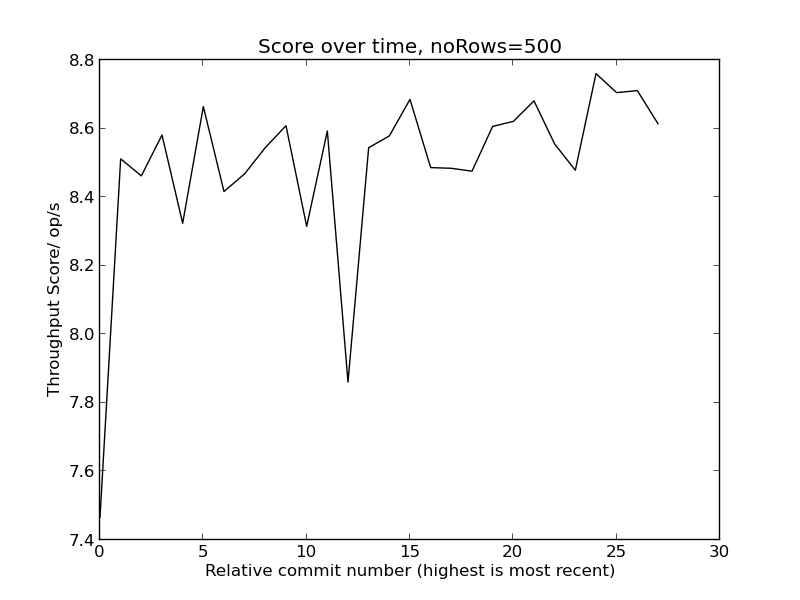 Score over time, noRows=500
8.8
8.6
8.4
8.2
8.0
7.8
7.6
7.4
Throughput Score/ op/s
0 5 10 15 20 25 30
Relative commit number (highest is most recent)